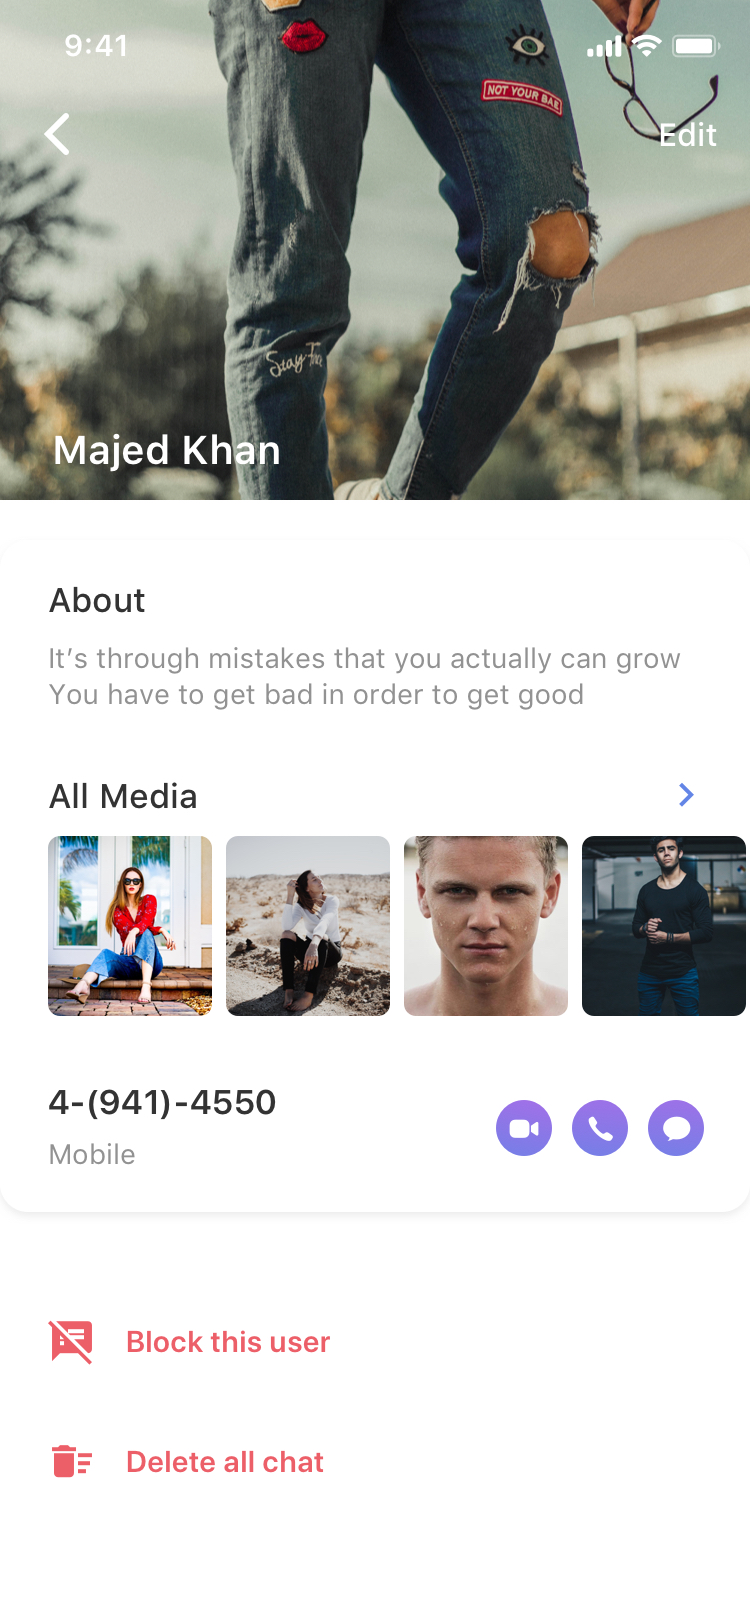 9:41
NOT YOUR BAE
Edit
Stay
Majed Khan
About
It’s through mistakes that you actually can grow
You have to get bad in order to get good
All Media
4-(941)-4550
Mobile
Block this user
Delete all chat